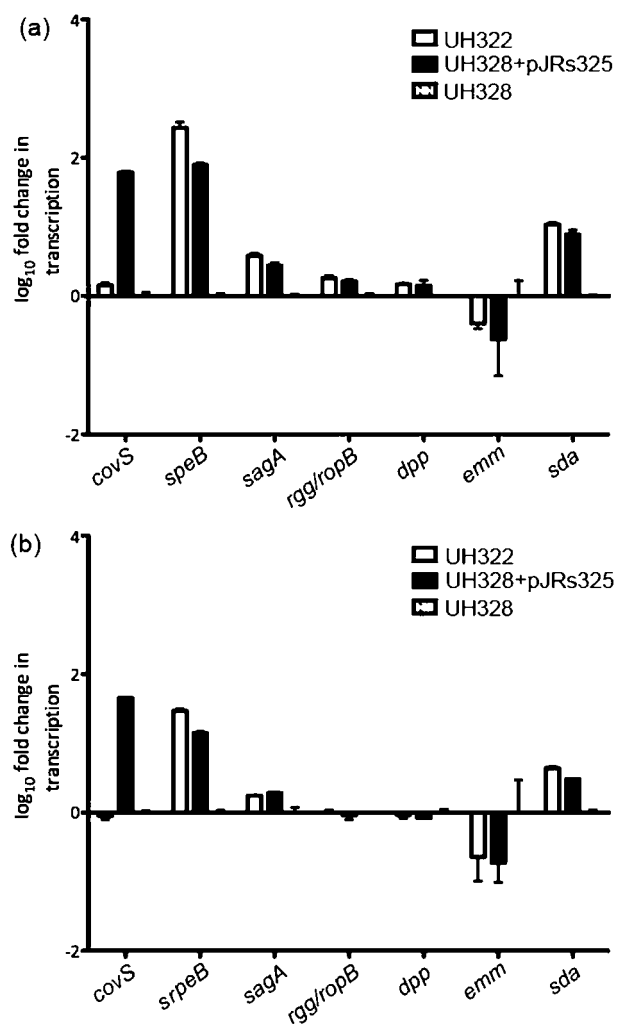 (a)
4
2
0
-2
log10 fold change in
transcription
UH322
UH328+pJRs325
UH328
covS
speB
sagA
rgg/ropB
dpp
emm
sda
(b)
4
2
0
-2
log10 fold change in
transcription
UH322
UH328+pJRs325
UH328
covS
srpeB
sagA
rgg/ropB
dpp
emm
sda